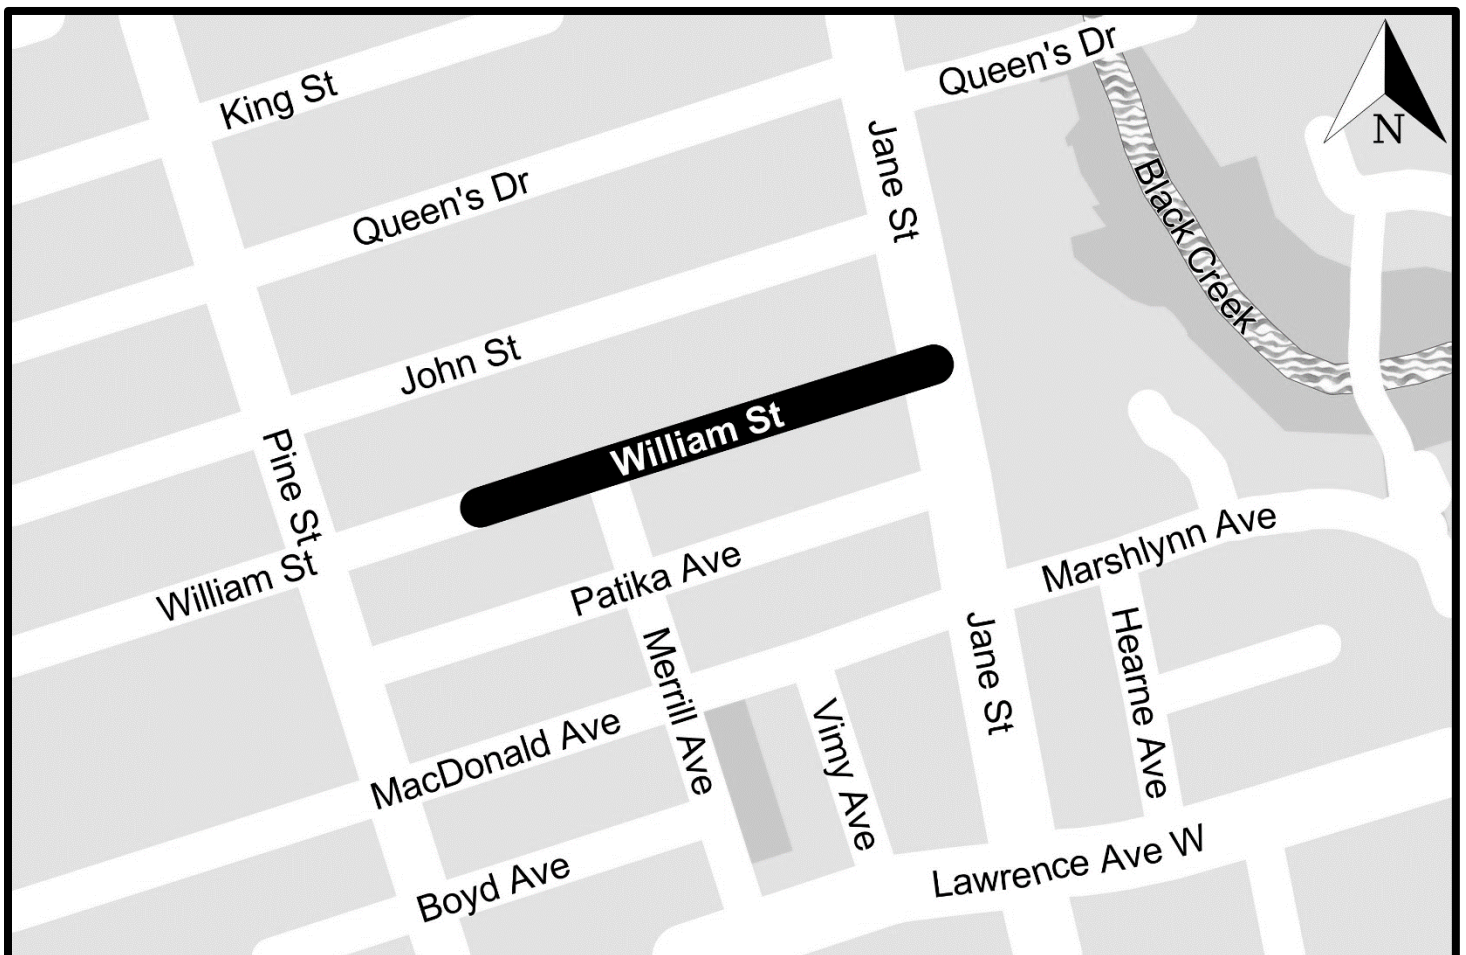 King St
Queen's Dr
N
Queen's Dr
Jane St
Black Creek
John St
William St
Pine St
William St
Patika Ave
Marshlynn Ave
Merrill Ave
Jane St
Hearne Ave
MacDonald Ave
Vimy Ave
Boyd Ave
Lawrence Ave W